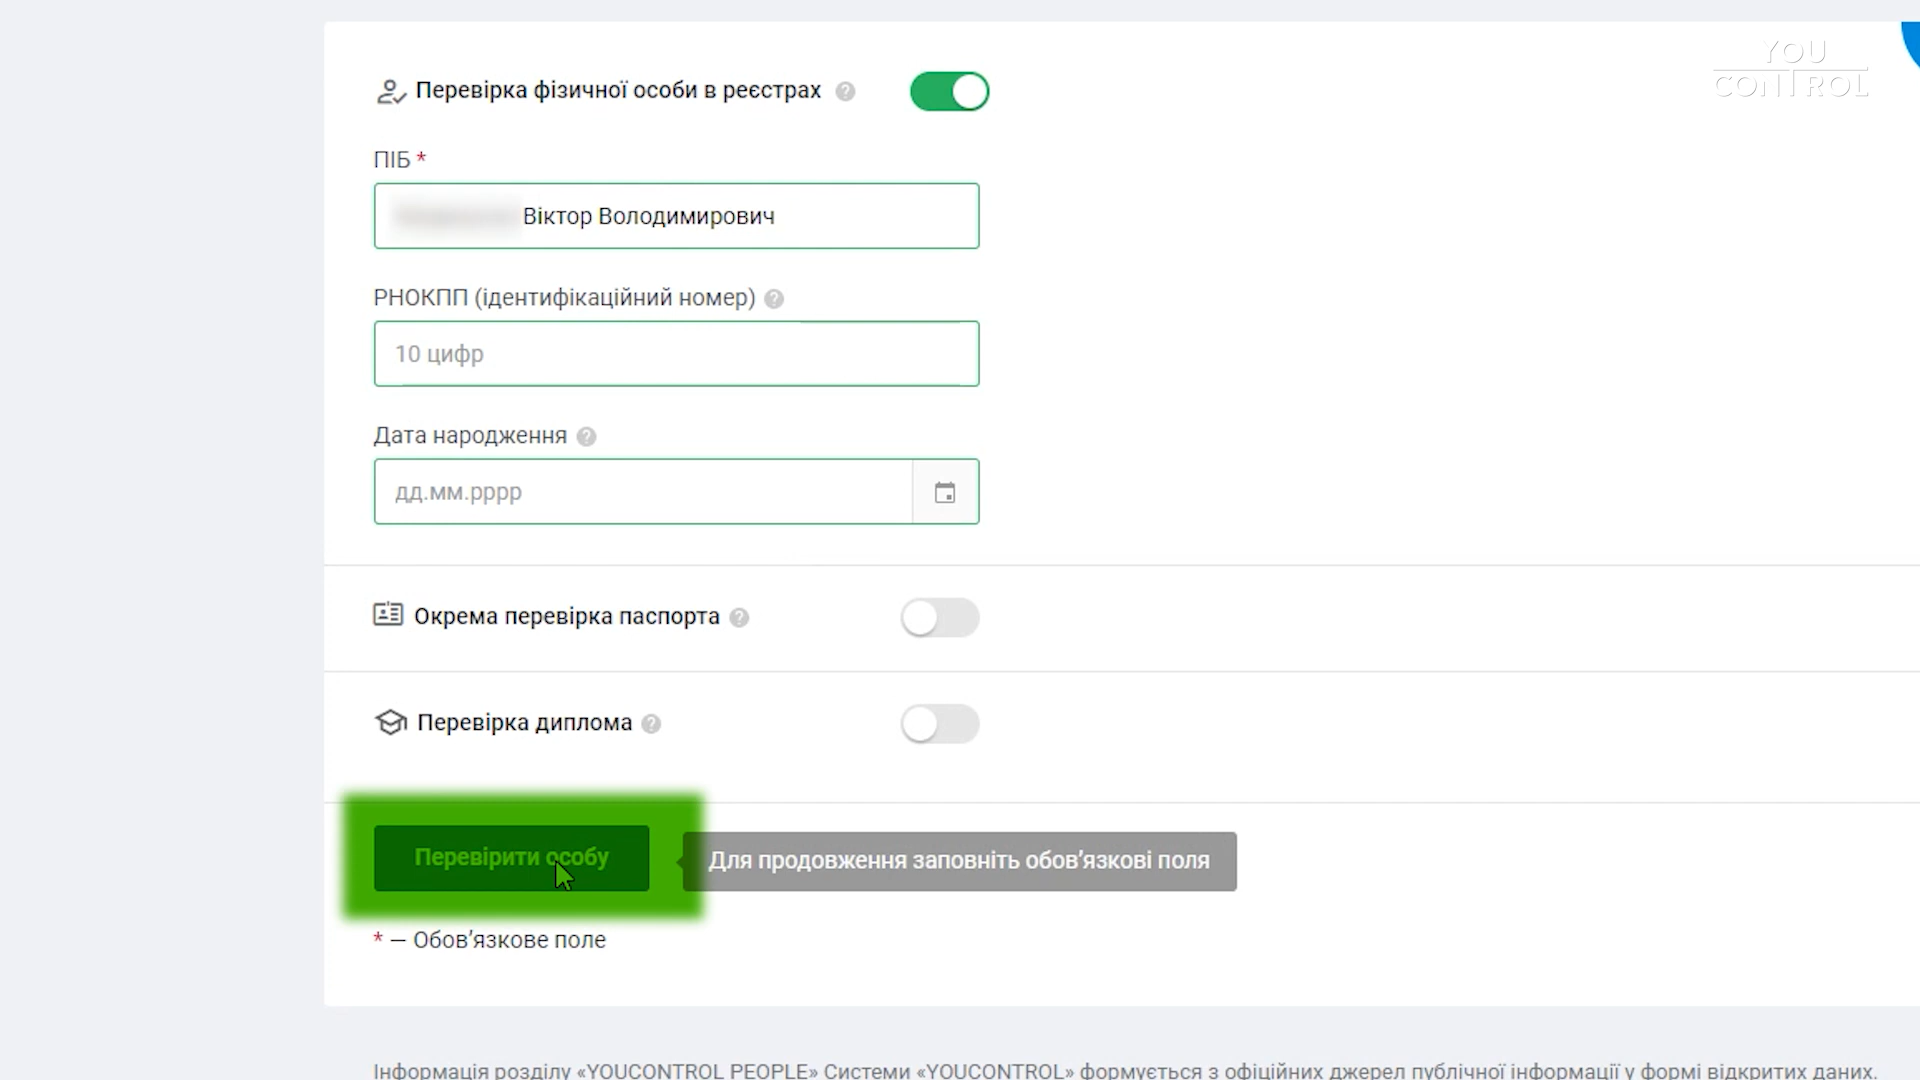 YOU
CONTROL
Перевірка фізичної особи в реєстрах
ПІБ *
Віктор Володимирович
РНОКПП (ідентифікаційний номер)
10 цифр
Дата народження
дд.мм.рррр
Окрема перевірка паспорта
Перевірка диплома
Перевірити особу
Для продовження заповніть обов’язкові поля
* — Обов’язкове поле
Інформація розділу «YOUCONTROL PEOPLE» Системи «YOUCONTROL» формується з офіційних джерел публічної інформації у формі відкритих даних.